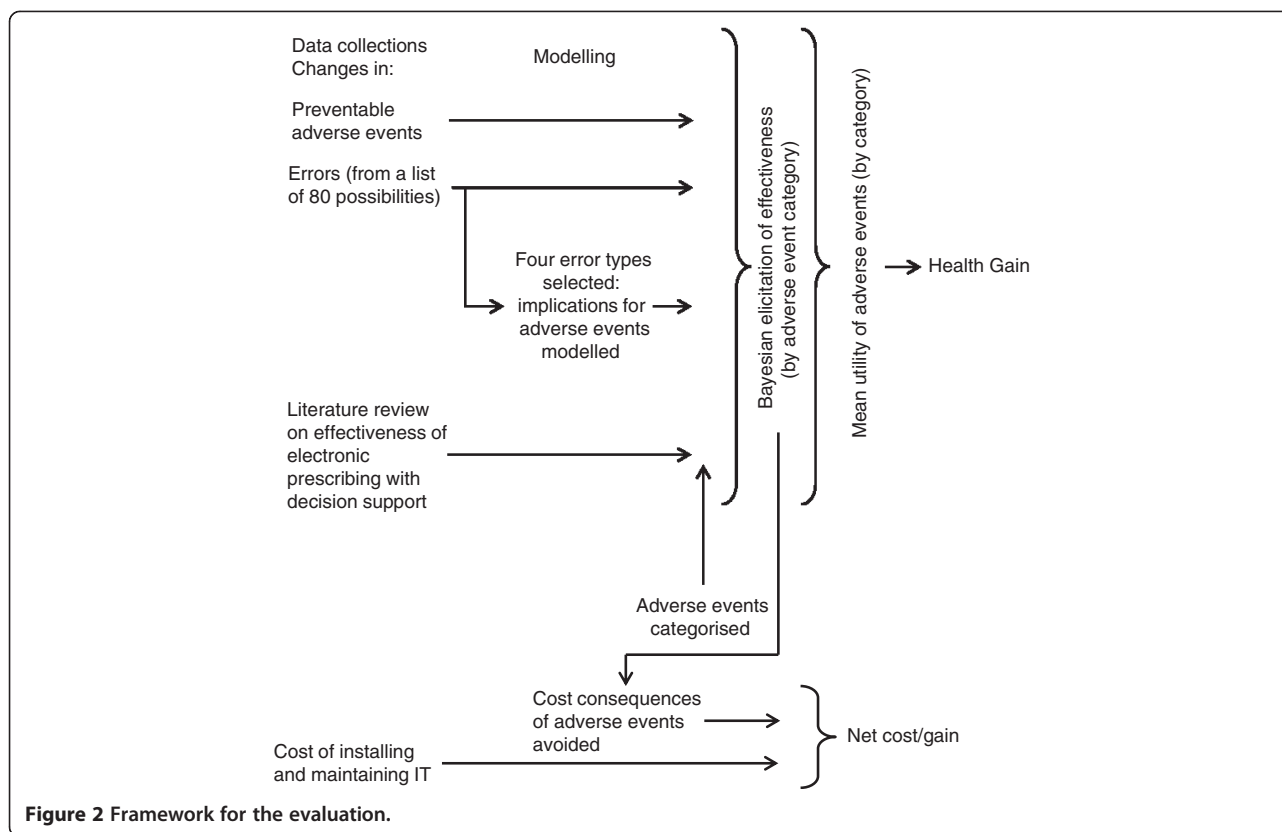 Data collections
Changes in:
Modelling
Preventable
adverse events
Errors (from a list
of 80 possibilities)
Four error types
selected:
implications for
adverse events
modelled
Literature review
on effectiveness of
electronic
prescribing with
decision support
Adverse events
categorised
Bayesian elicitation of effectiveness
(by adverse event category)
Mean utility of adverse events (by category)
Health Gain
Cost consequences
of adverse events
avoided
Cost of installing
and maintaining IT
Net cost/gain
Figure 2 Framework for the evaluation.